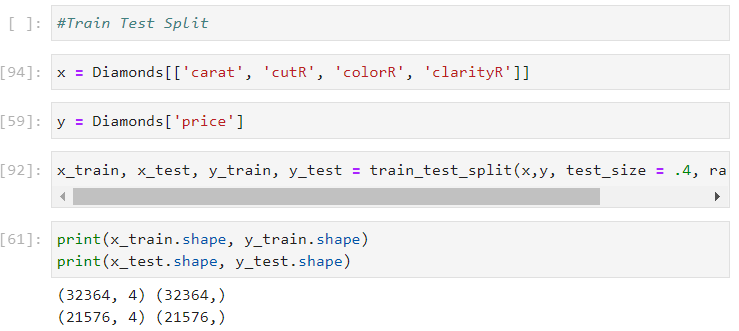 [ ]: #Train Test Split
[94]: x = Diamonds[['carat', 'cutR', 'colorR', 'clarityR']]
[59]: y = Diamonds['price']
[92]: x_train, x_test, y_train, y_test = train_test_split(x,y, test_size = .4, ra
[61]: print(x_train.shape, y_train.shape)
print(x_test.shape, y_test.shape)
(32364, 4) (32364,)
(21576, 4) (21576,)